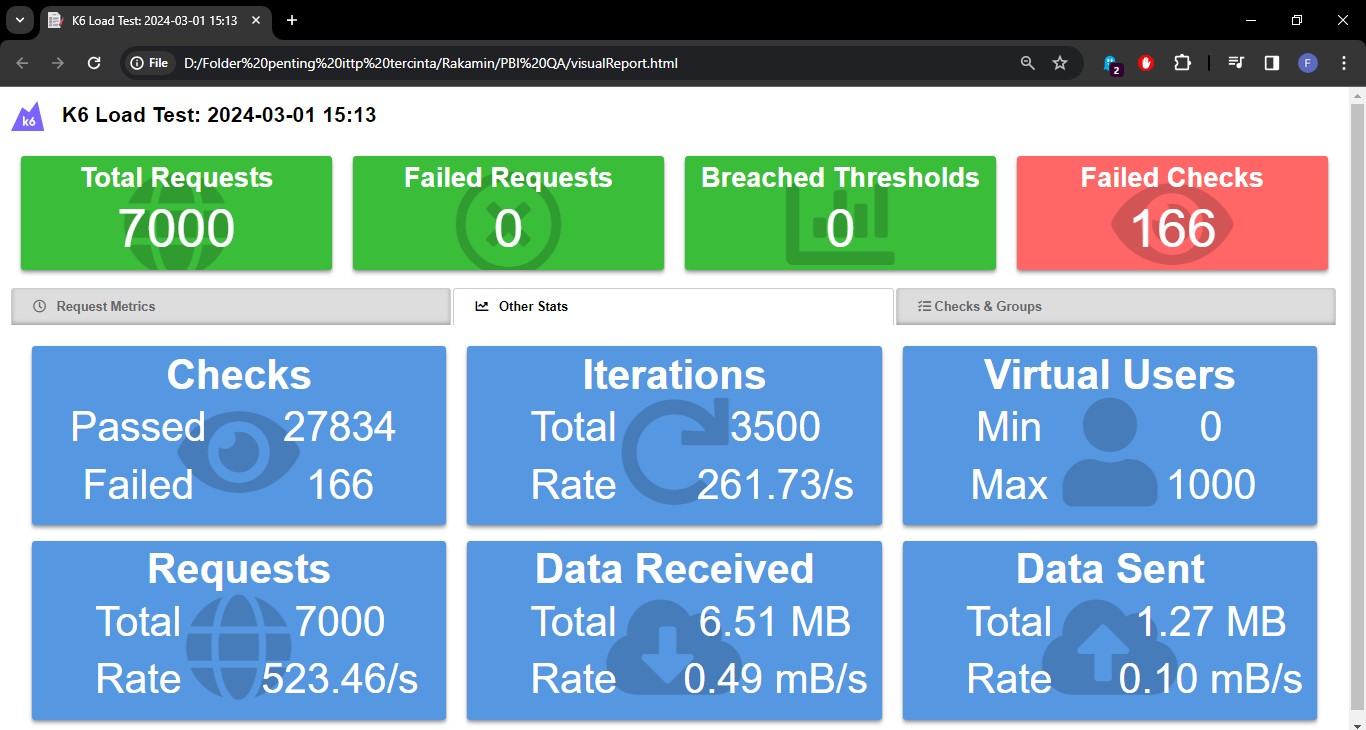 K6 Load Test: 2024-03-01 15:13
File D:/Folder%20penting%20ittp%20tercinta/Rakamin/PBI%20QA/visualReport.html 2 F
k6 K6 Load Test: 2024-03-01 15:13
Total Requests Failed Requests Breached Thresholds Failed Checks
7000 0 0 166
Request Metrics Other Stats Checks & Groups
Checks Iterations Virtual Users
Passed 27834 Total 3500 Min 0
Failed 166 Rate 261.73/s Max 1000
Requests Data Received Data Sent
Total 7000 Total 6.51 MB Total 1.27 MB
Rate 523.46/s Rate 0.49 mB/s Rate 0.10 mB/s